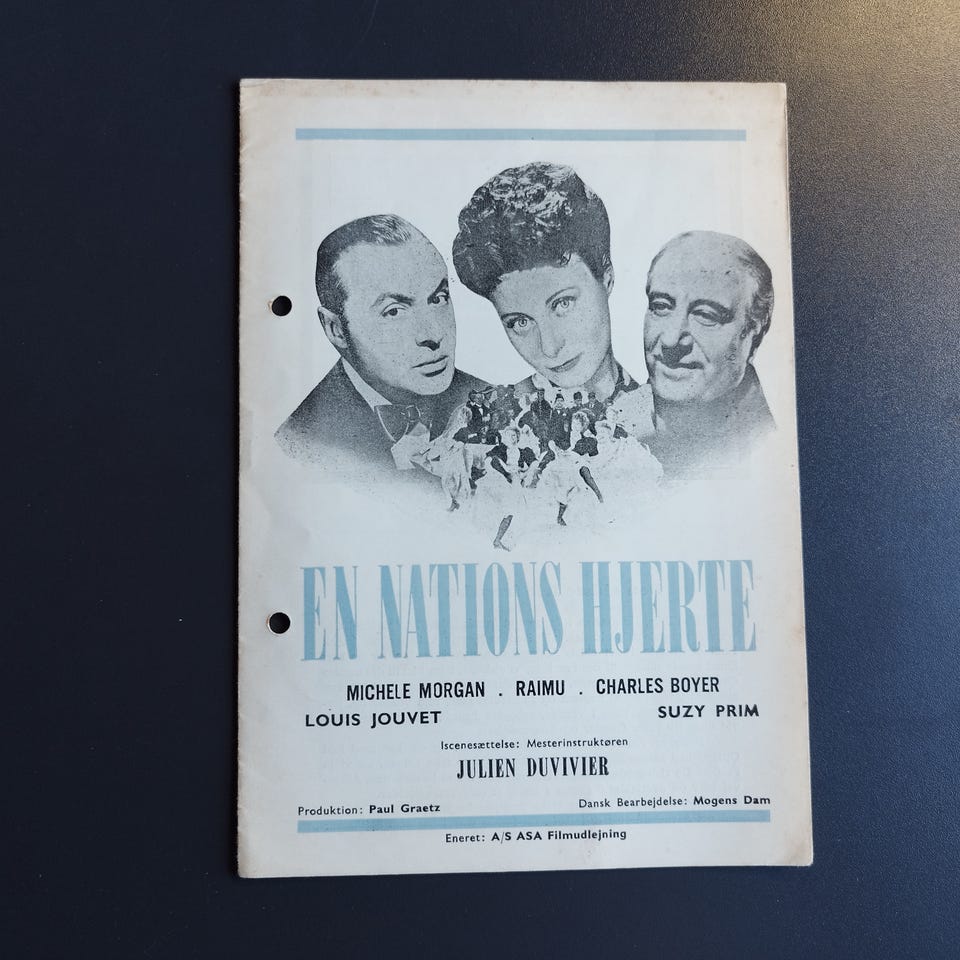 EN NATIONS HJERTE
MICHELE MORGAN . RAIMU . CHARLES BOYER
LOUIS JOUVET SUZY PRIM
Iscenesættelse: Mesterinstruktøren
JULIEN DUVIVIER
Produktion: Paul Graetz Dansk Bearbejdelse: Mogens Dam
Eneret: A/S ASA Filmudlejning